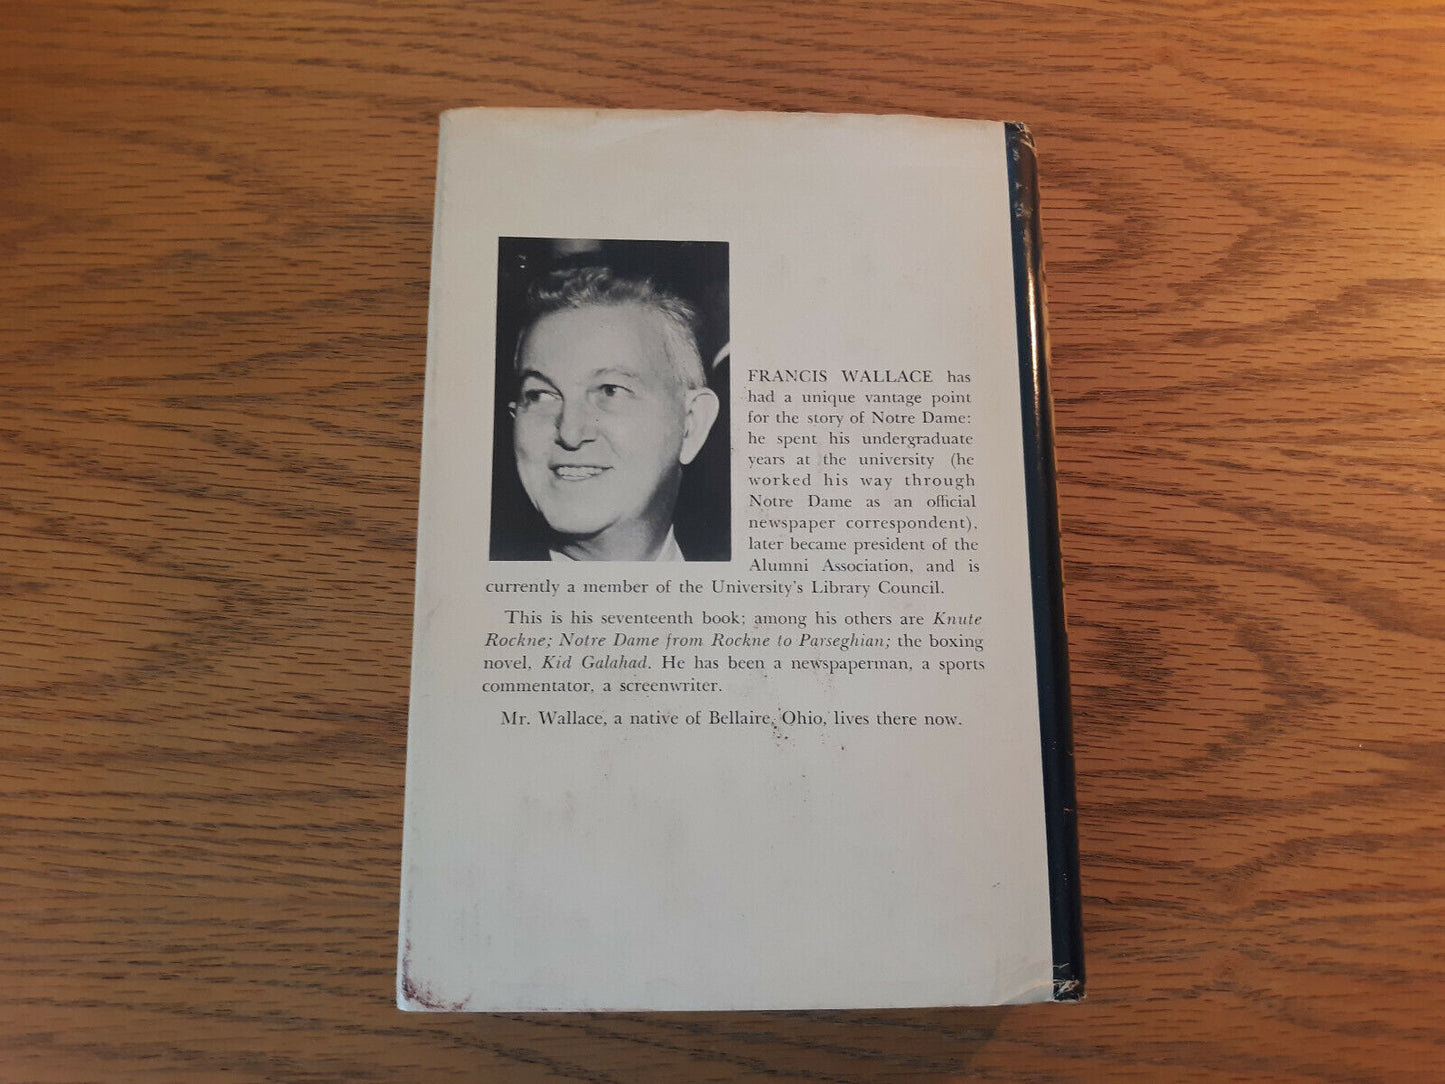 FRANCIS WALLACE has
had a unique vantage point
for the story of Notre Dame:
he spent his undergraduate
years at the university (he
worked his way through
Notre Dame as an official
newspaper correspondent),
later became president of the
Alumni Association, and is
currently a member of the University's Library Council.
This is his seventeenth book; among his others are Knute
Rockne; Notre Dame from Rockne to Parseghian; the boxing
novel, Kid Galahad. He has been a newspaperman, a sports
commentator, a screenwriter.
Mr. Wallace, a native of Bellaire, Ohio, lives there now.